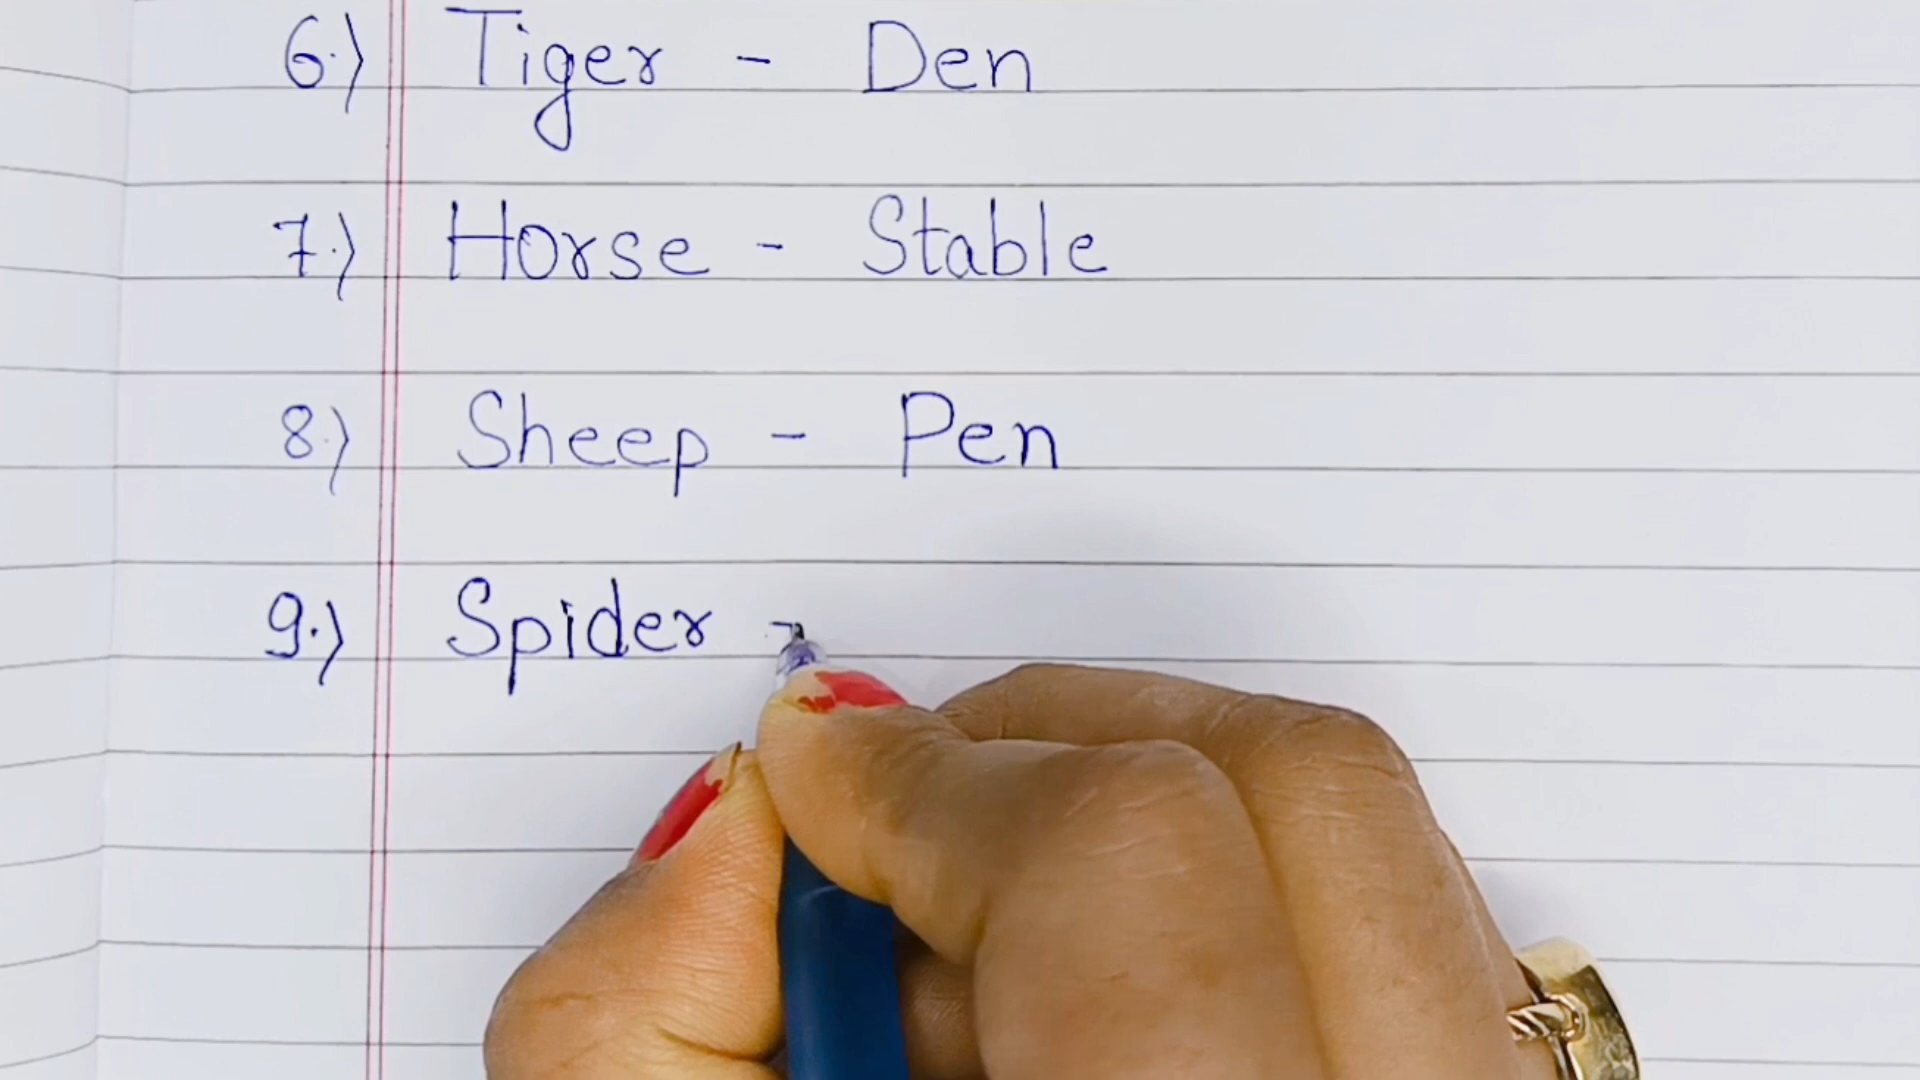 6.) Tiger - Den
7.) Horse - Stable
8.) Sheep - Pen
9.) Spider -